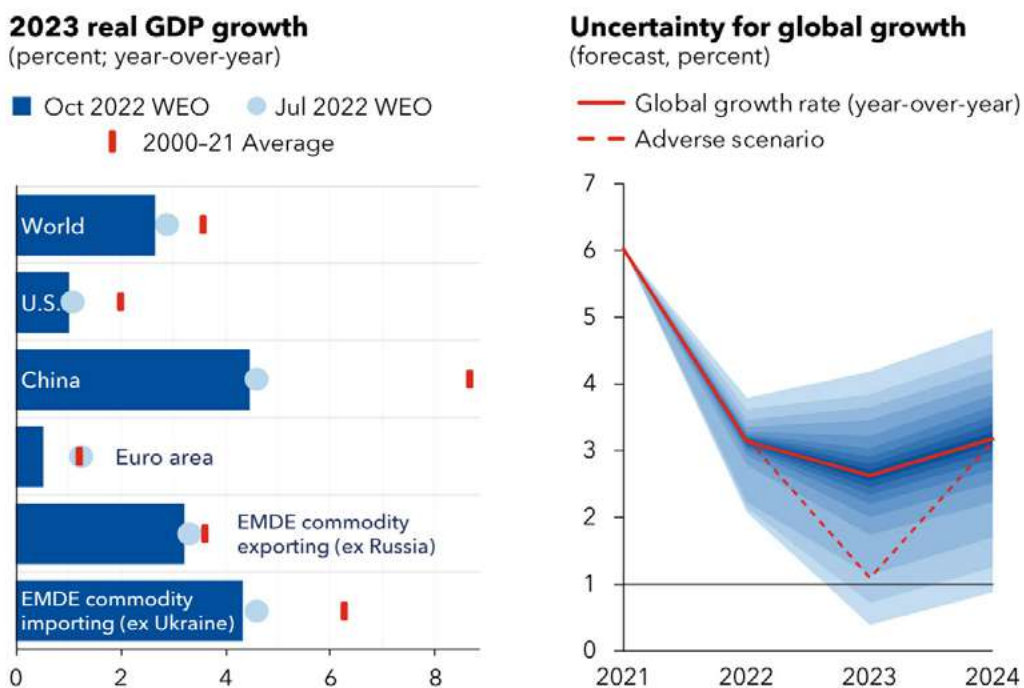 2023 real GDP growth
(percent; year-over-year)
Oct 2022 WEO
Jul 2022 WEO
2000–21 Average
World
U.S.
China
Euro area
EMDE commodity
exporting (ex Russia)
EMDE commodity
importing (ex Ukraine)
0 2 4 6 8
Uncertainty for global growth
(forecast, percent)
Global growth rate (year-over-year)
Adverse scenario
7
6
5
4
3
2
1
0
2021 2022 2023 2024